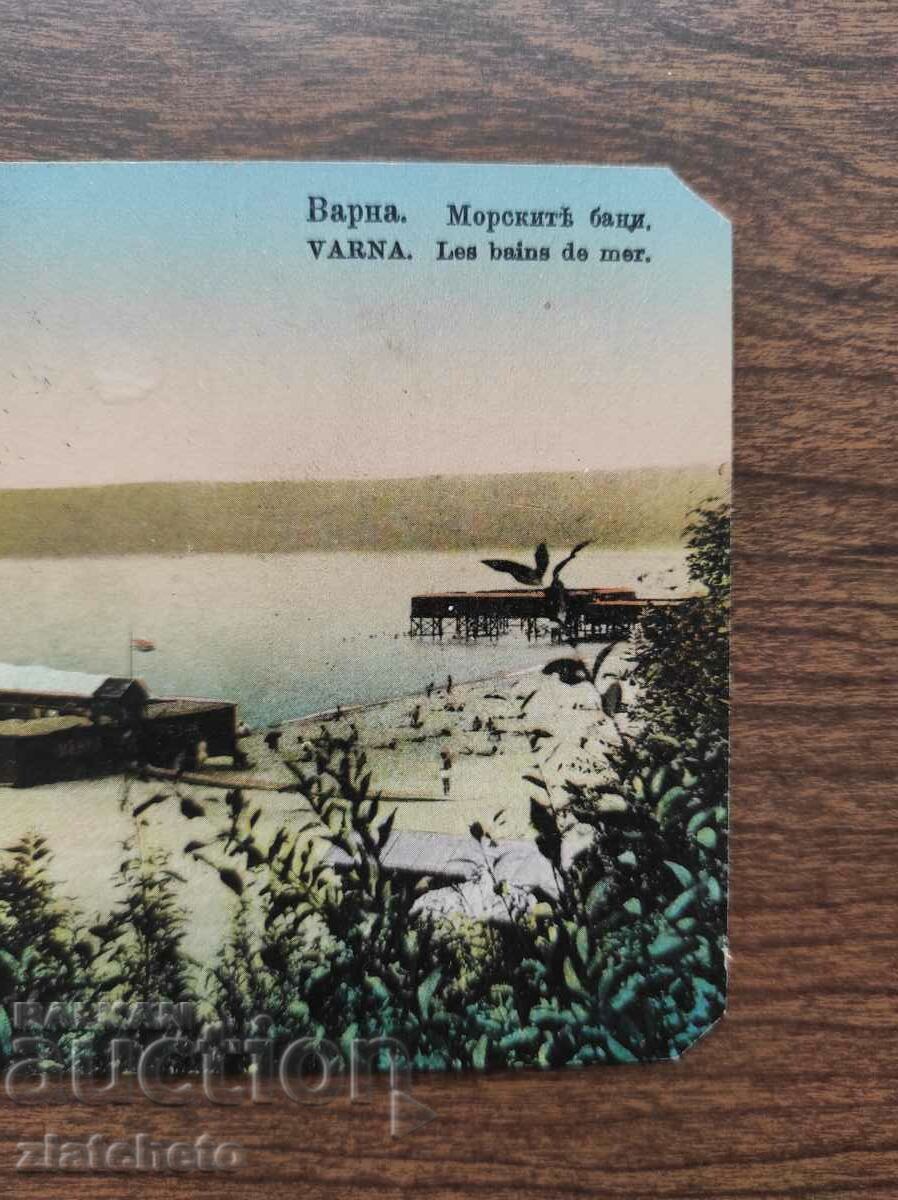 Варна. Морскитѣ бани.
VARNA. Les bains de mer.
BALKAN
auction
zlatcheto